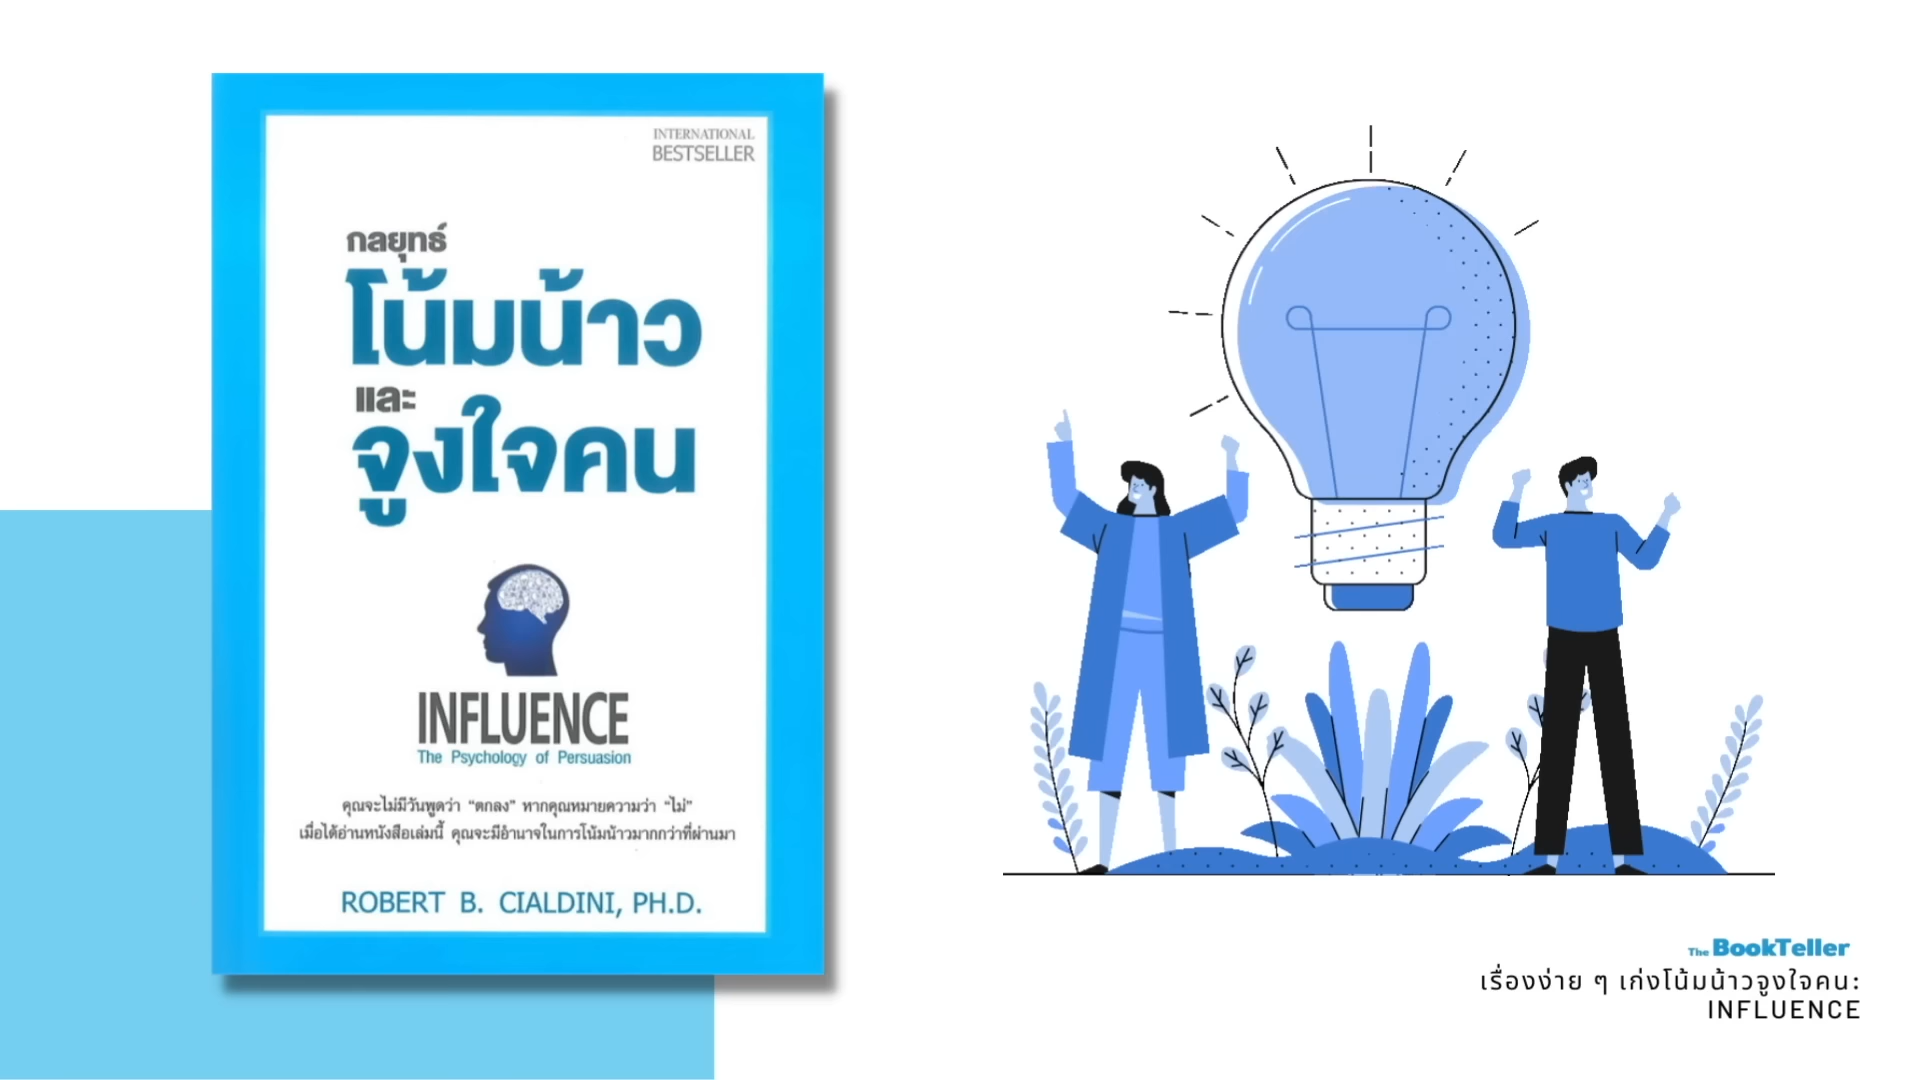 INTERNATIONAL
BESTSELLER
กลยุทธ์
โน้มน้าว
และ
จูงใจคน
INFLUENCE
The Psychology of Persuasion
คุณจะไม่มีวันพูดว่า “ตกลง” หากคุณหมายความว่า “ไม่”
เมื่อได้อ่านหนังสือเล่มนี้ คุณจะมีอำนาจในการโน้มน้าวมากกว่าที่ผ่านมา
ROBERT B. CIALDINI, PH.D.
The BookTeller
เรื่องง่าย ๆ เก่งโน้มน้าวจูงใจคน:
INFLUENCE